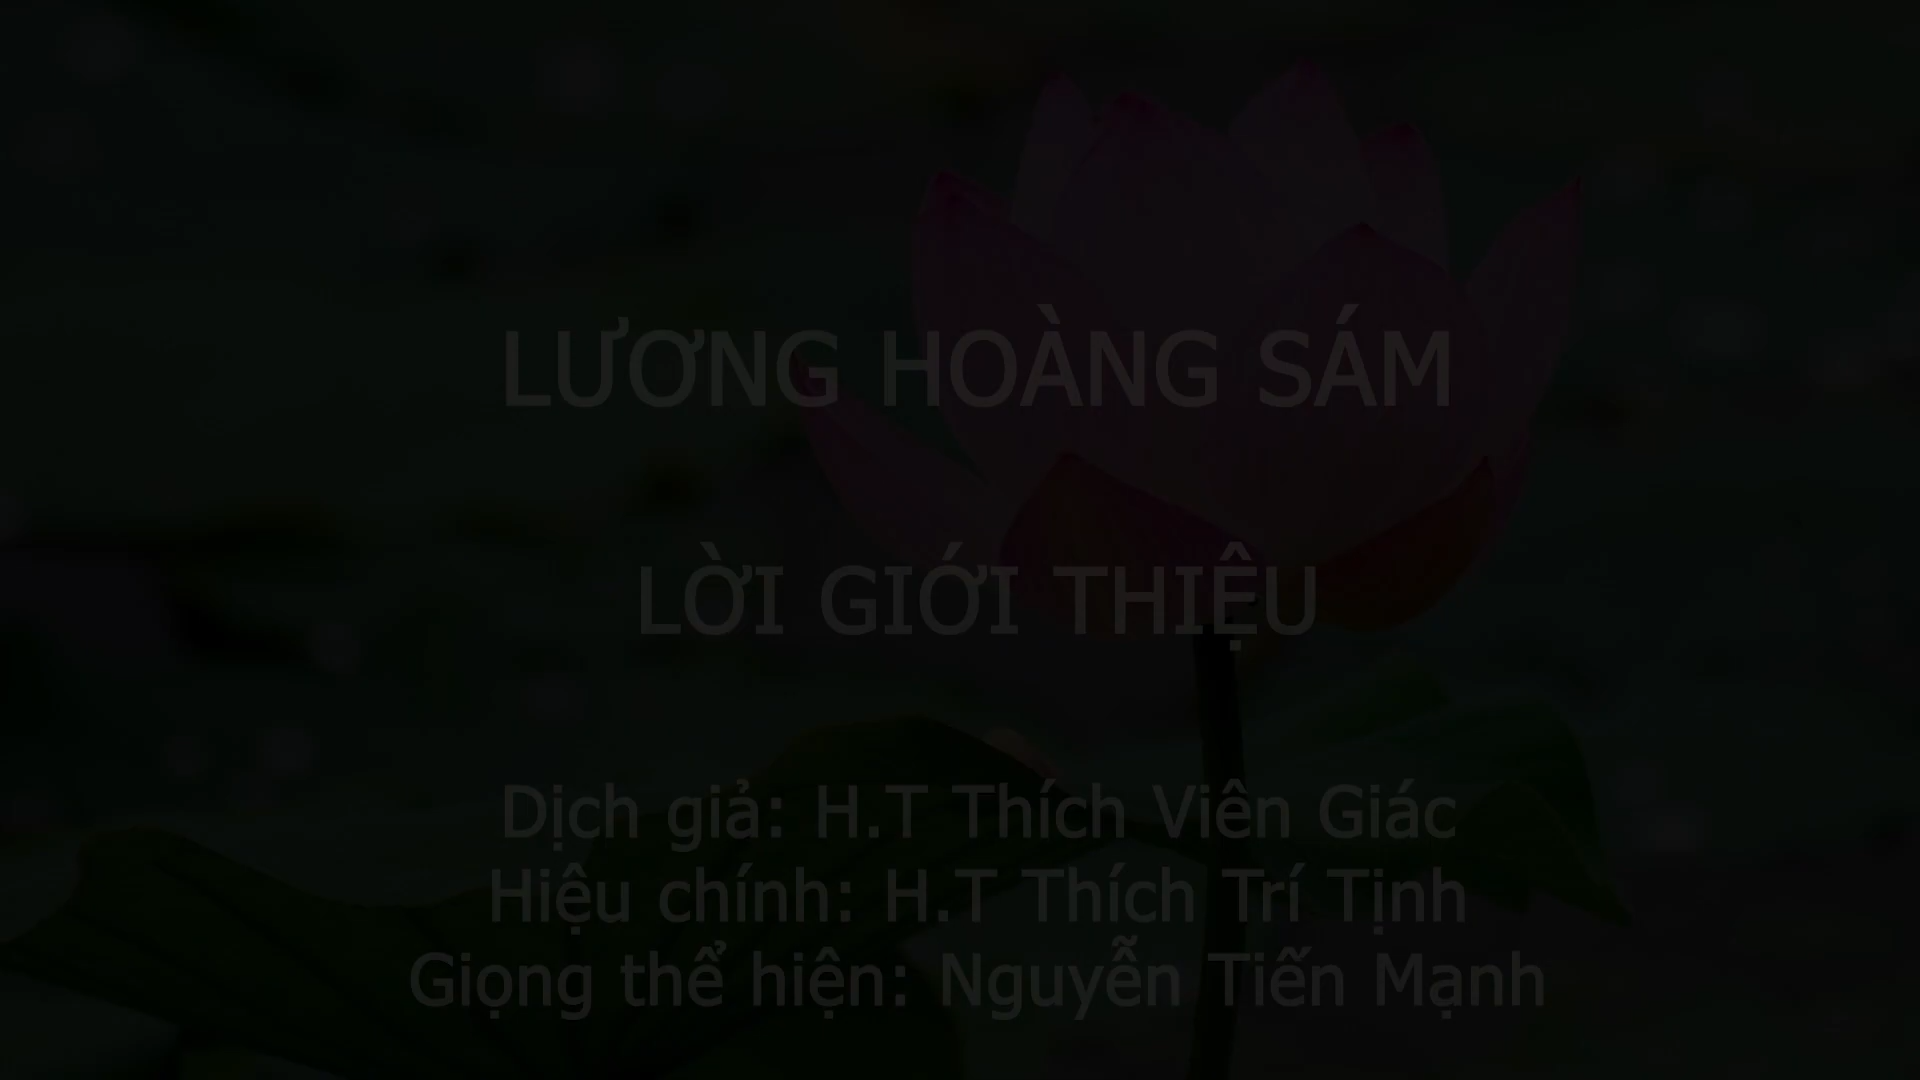 LƯƠNG HOÀNG SÁM
LỜI GIỚI THIỆU
Dịch giả: H.T Thích Viên Giác
Hiệu chính: H.T Thích Trí Tịnh
Giọng thể hiện: Nguyễn Tiến Mạnh